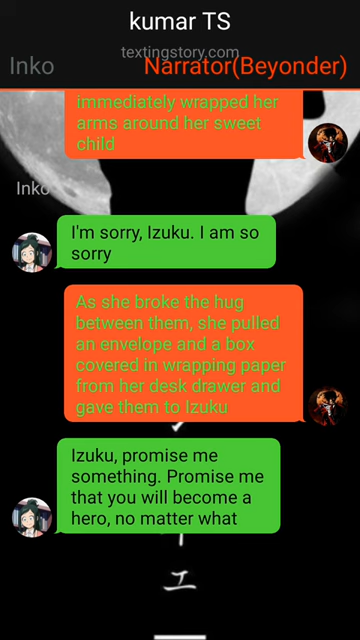 kumar TS
textingstory.com
Inko
Narrator(Beyonder)
immediately wrapped her
arms around her sweet
child
Inko
I'm sorry, Izuku. I am so
sorry
As she broke the hug
between them, she pulled
an envelope and a box
covered in wrapping paper
from her desk drawer and
gave them to Izuku
Izuku, promise me
something. Promise me
that you will become a
hero, no matter what
エ